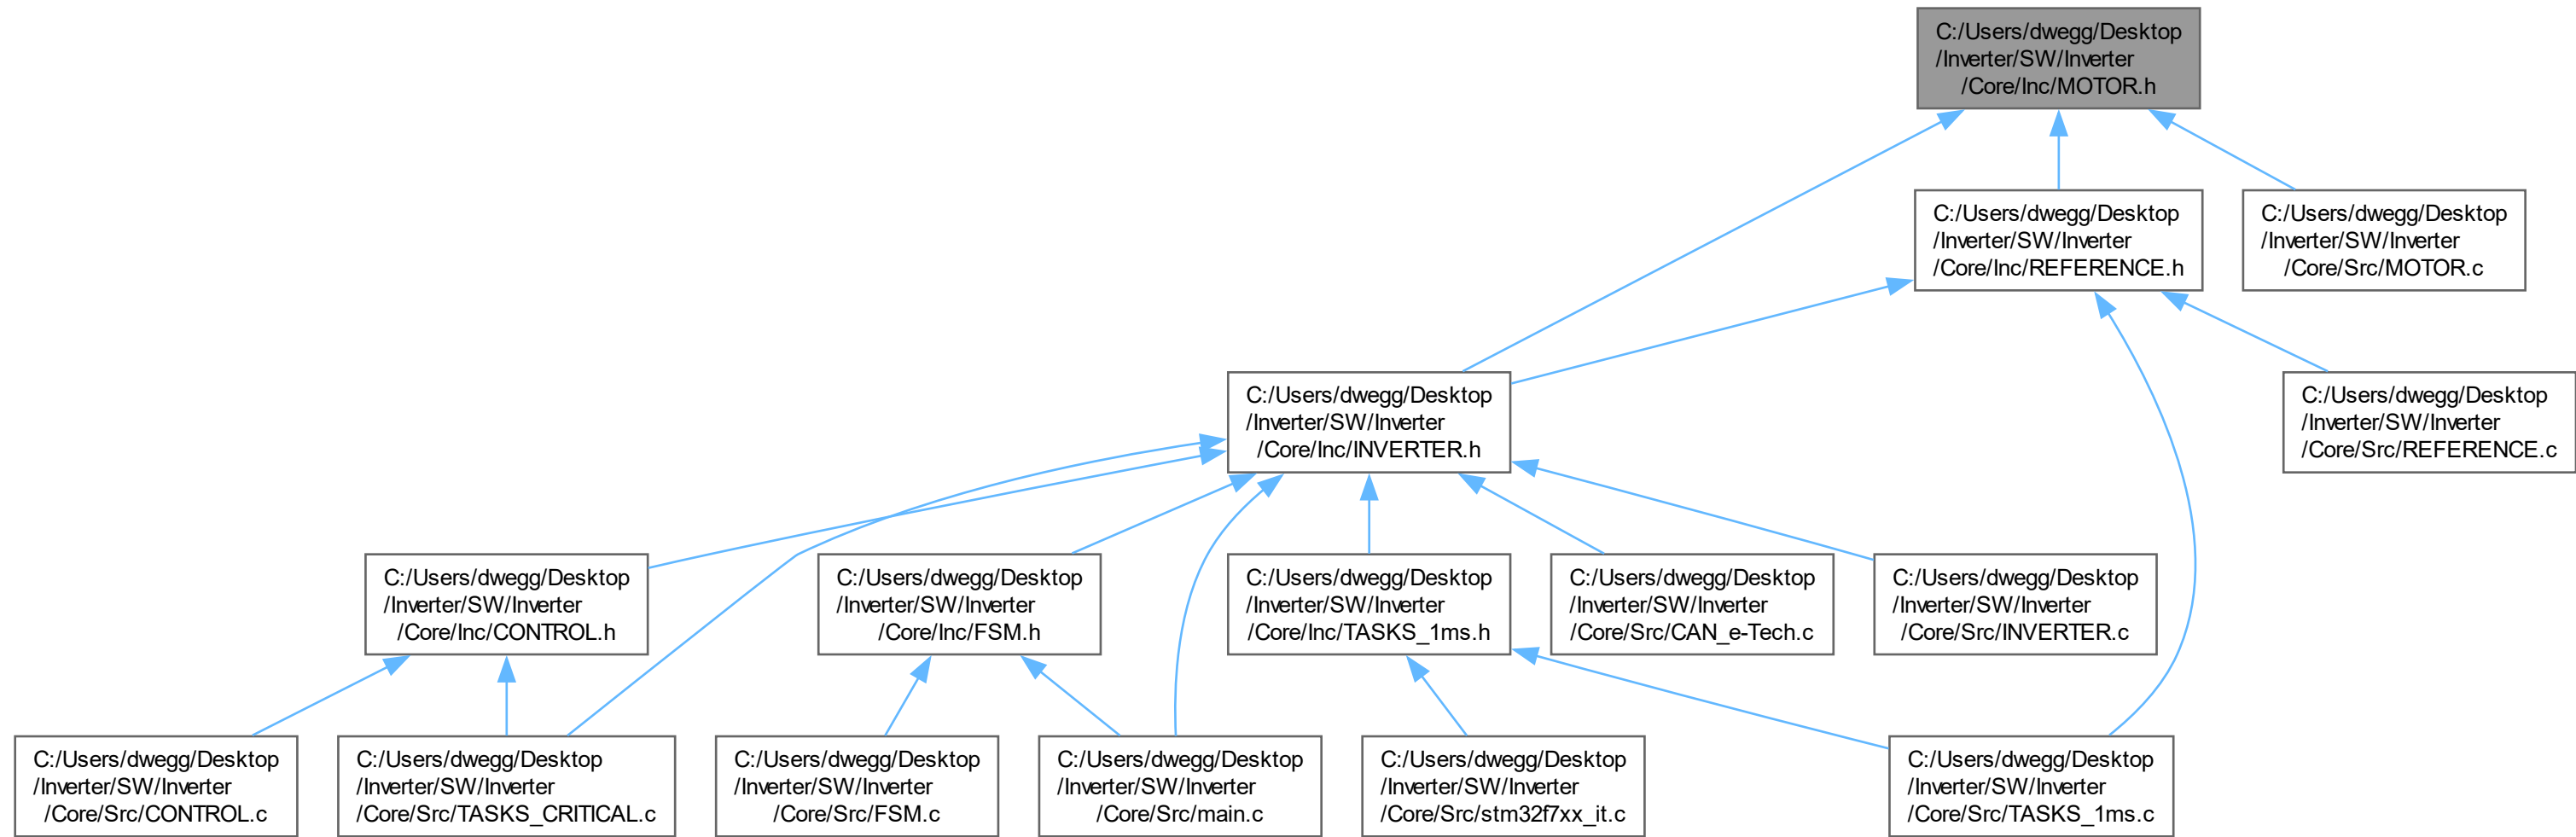 C:/Users/dwegg/Desktop
/Inverter/SW/Inverter
/Core/Inc/MOTOR.h
C:/Users/dwegg/Desktop
/Inverter/SW/Inverter
/Core/Inc/REFERENCE.h
C:/Users/dwegg/Desktop
/Inverter/SW/Inverter
/Core/Src/MOTOR.c
C:/Users/dwegg/Desktop
/Inverter/SW/Inverter
/Core/Inc/INVERTER.h
C:/Users/dwegg/Desktop
/Inverter/SW/Inverter
/Core/Src/REFERENCE.c
C:/Users/dwegg/Desktop
/Inverter/SW/Inverter
/Core/Inc/CONTROL.h
C:/Users/dwegg/Desktop
/Inverter/SW/Inverter
/Core/Inc/FSM.h
C:/Users/dwegg/Desktop
/Inverter/SW/Inverter
/Core/Inc/TASKS_1ms.h
C:/Users/dwegg/Desktop
/Inverter/SW/Inverter
/Core/Src/CAN_e-Tech.c
C:/Users/dwegg/Desktop
/Inverter/SW/Inverter
/Core/Src/INVERTER.c
C:/Users/dwegg/Desktop
/Inverter/SW/Inverter
/Core/Src/CONTROL.c
C:/Users/dwegg/Desktop
/Inverter/SW/Inverter
/Core/Src/TASKS_CRITICAL.c
C:/Users/dwegg/Desktop
/Inverter/SW/Inverter
/Core/Src/FSM.c
C:/Users/dwegg/Desktop
/Inverter/SW/Inverter
/Core/Src/main.c
C:/Users/dwegg/Desktop
/Inverter/SW/Inverter
/Core/Src/stm32f7xx_it.c
C:/Users/dwegg/Desktop
/Inverter/SW/Inverter
/Core/Src/TASKS_1ms.c